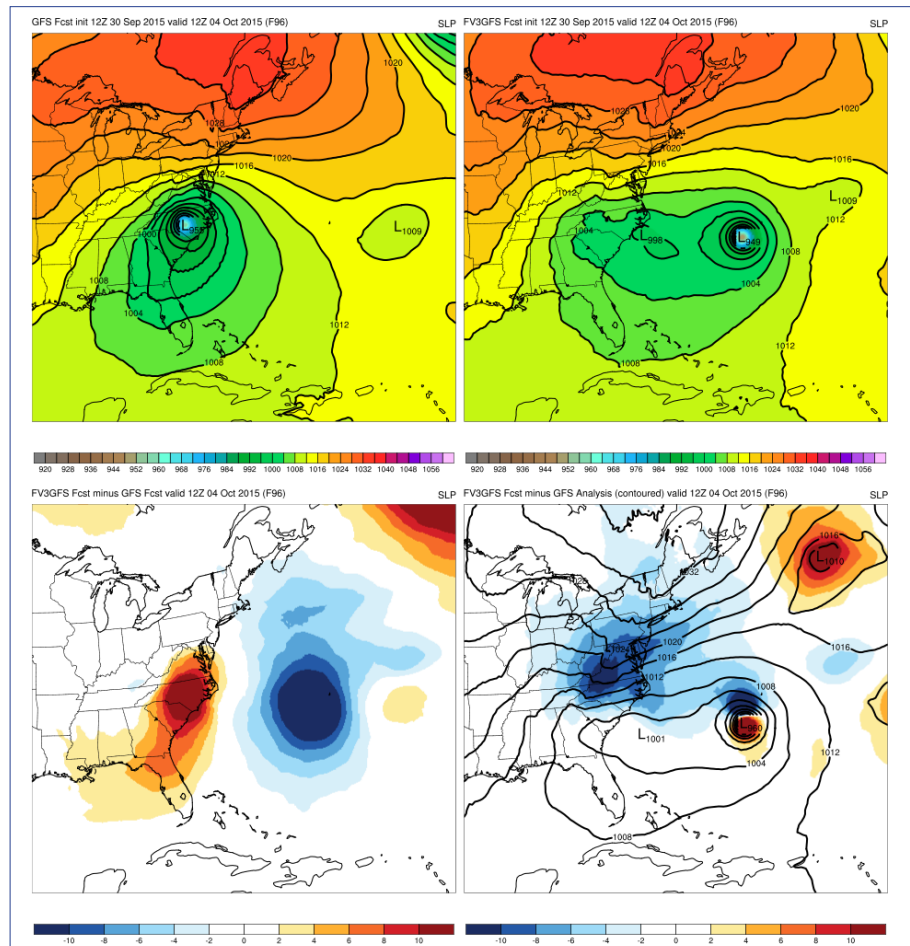 GFS Fcst init 12Z 30 Sep 2015 valid 12Z 04 Oct 2015 (F96) SLP
1020
1028
1020
1016
1012
L 1009
1000
1008
1004
1012
1008
920 928 936 944 952 960 968 976 984 992 1000 1008 1016 1024 1032 1040 1048 1056
FV3GFS Fcst init 12Z 30 Sep 2015 valid 12Z 04 Oct 2015 (F96) SLP
1020
1024
1020
1016
1016
1012
L 1009
1012
1004
L 998
L 949
1008
1004
1012
1008
920 928 936 944 952 960 968 976 984 992 1000 1008 1016 1024 1032 1040 1048 1056
FV3GFS Fcst minus GFS Fcst valid 12Z 04 Oct 2015 (F96) SLP
-10 -8 -6 -4 -2 0 2 4 6 8 10
FV3GFS Fcst minus GFS Analysis (contoured) valid 12Z 04 Oct 2015 (F96) SLP
1016
L 1010
1032
1028
1020
1024
1016
1016
1012
1008
L 960
L 1001
1012
1004
1008
-10 -8 -6 -4 -2 0 2 4 6 8 10